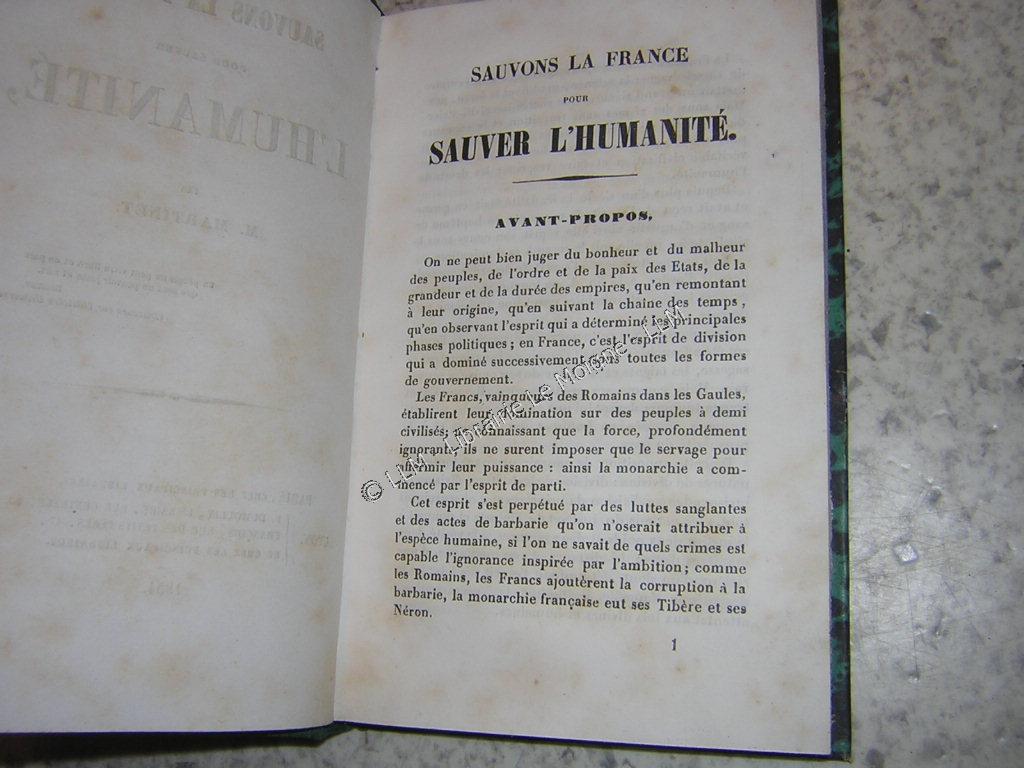 SAUVONS LA FRANCE
POUR
SAUVER L'HUMANITÉ.
AVANT-PROPOS.
On ne peut bien juger du bonheur et du malheur
des peuples, de l'ordre et de la paix des Etats, de la
grandeur et de la durée des empires, qu'en remontant
à leur origine, qu'en suivant la chaîne des temps,
qu'en observant l'esprit qui a déterminé les principales
phases politiques; en France, c'est l'esprit de division
qui a dominé successivement sous toutes les formes
de gouvernement.
Les Francs, vainqueurs des Romains dans les Gaules,
établirent leur domination sur des peuples à demi
civilisés; ne connaissant que la force, profondément
ignorants, ils ne surent imposer que le servage pour
affermir leur puissance : ainsi la monarchie a com-
mencé par l'esprit de parti.
Cet esprit s'est perpétué par des luttes sanglantes
et des actes de barbarie qu'on n'oserait attribuer à
l'espèce humaine, si l'on ne savait de quels crimes est
capable l'ignorance inspirée par l'ambition; comme
les Romains, les Francs ajoutèrent la corruption à la
barbarie, la monarchie française eut ses Tibère et ses
Néron.
1
© LLM - Librairie Le Moigne - LLM